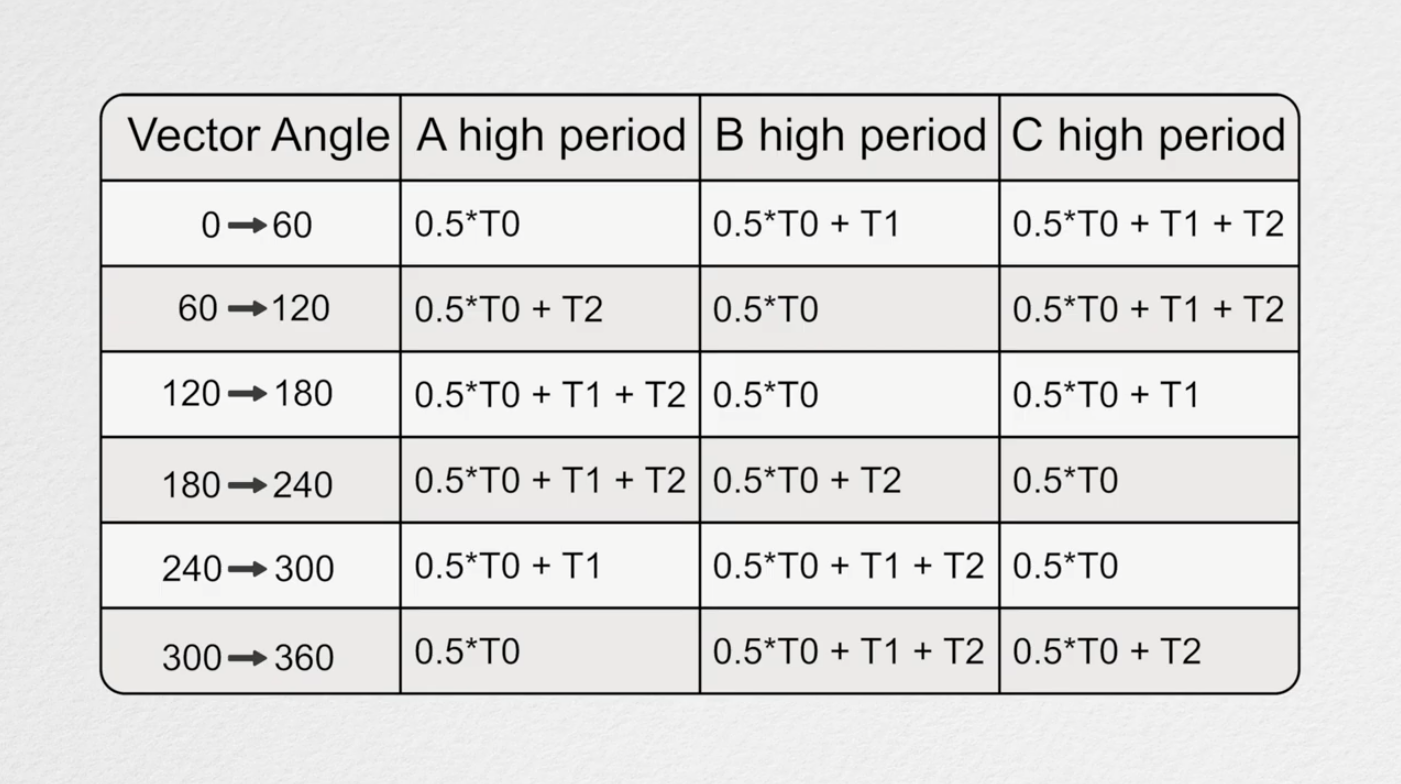 Vector Angle A high period B high period C high period
0 → 60 0.5*T0 0.5*T0 + T1 0.5*T0 + T1 + T2
60 → 120 0.5*T0 + T2 0.5*T0 0.5*T0 + T1 + T2
120 → 180 0.5*T0 + T1 + T2 0.5*T0 0.5*T0 + T1
180 → 240 0.5*T0 + T1 + T2 0.5*T0 + T2 0.5*T0
240 → 300 0.5*T0 + T1 0.5*T0 + T1 + T2 0.5*T0
300 → 360 0.5*T0 0.5*T0 + T1 + T2 0.5*T0 + T2